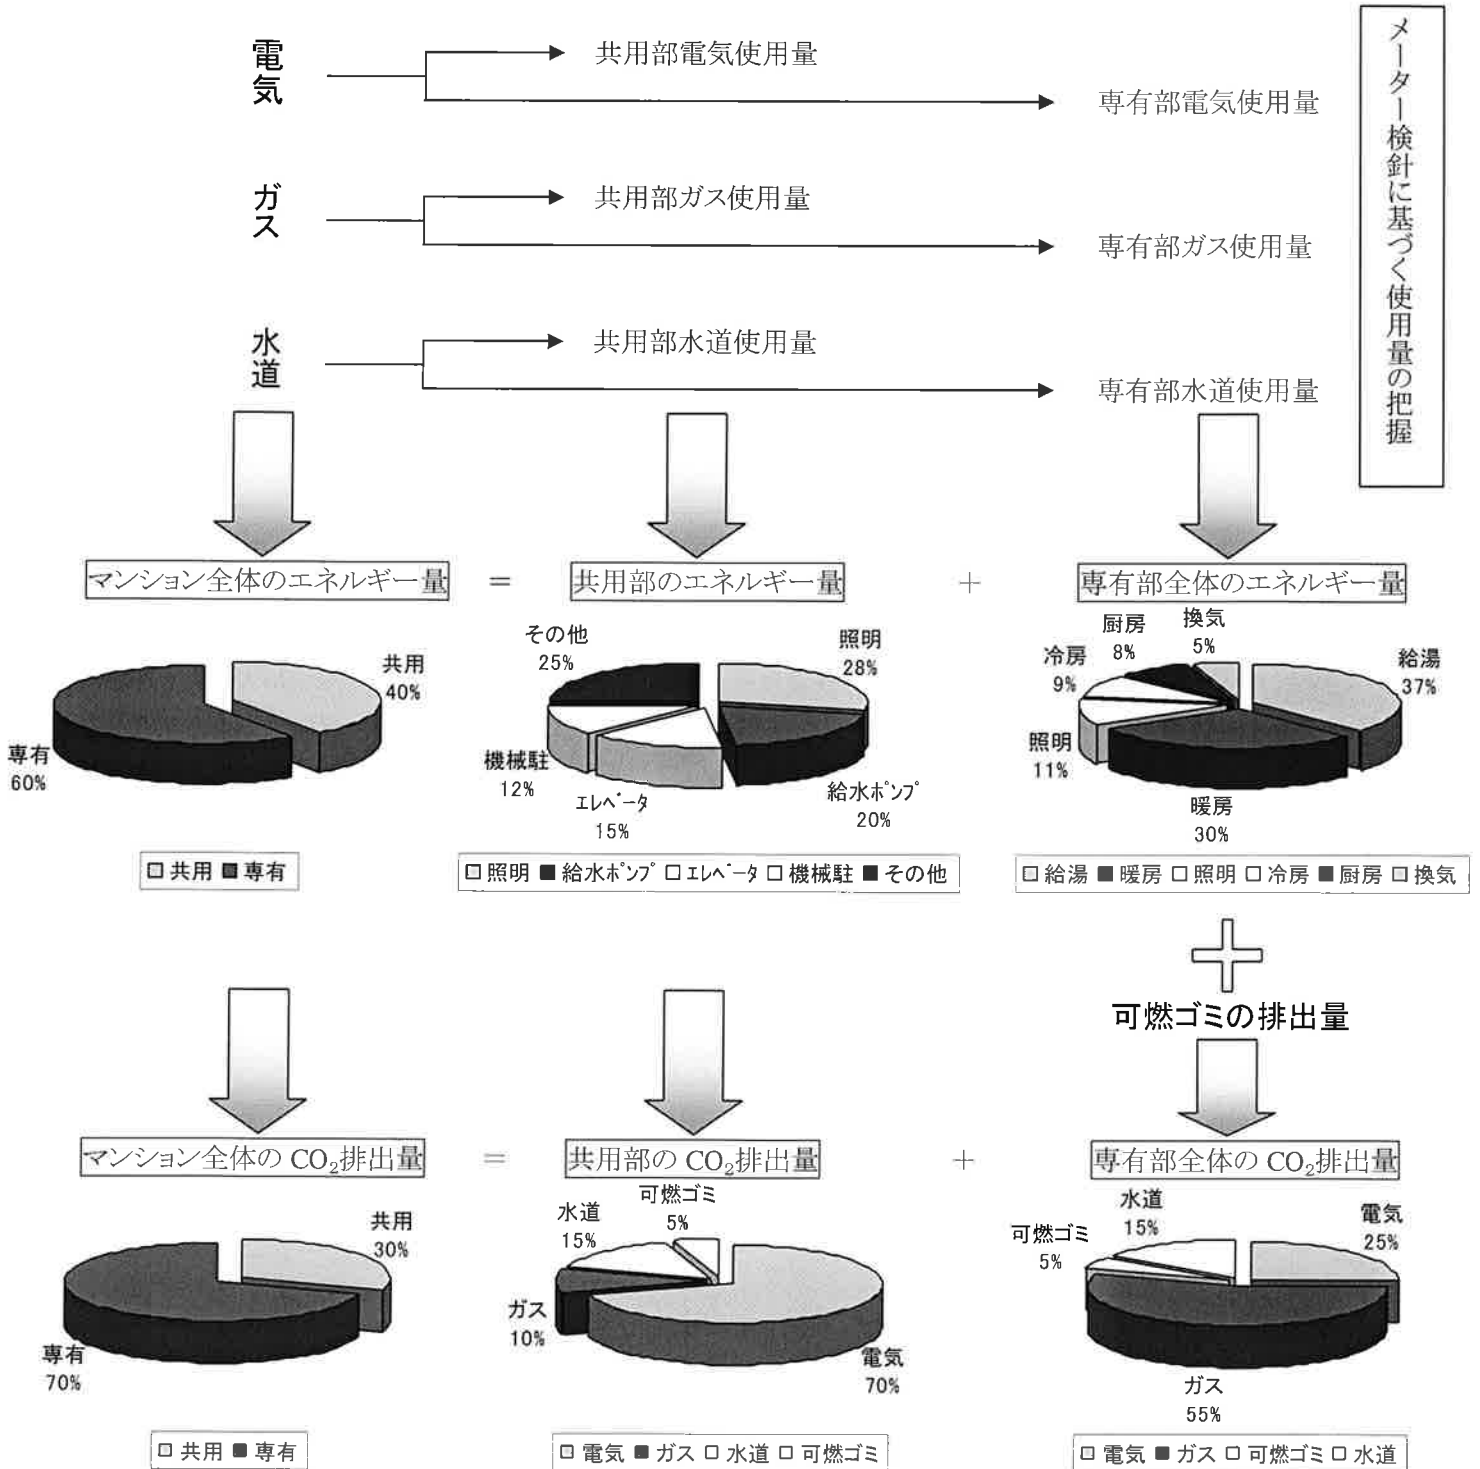 電気
共用部電気使用量
専有部電気使用量
ガス
共用部ガス使用量
専有部ガス使用量
水道
共用部水道使用量
専有部水道使用量
メーター検針に基づく使用量の把握
マンション全体のエネルギー量 = 共用部のエネルギー量 + 専有部全体のエネルギー量
共用
40%
専有
60%
□ 共用 ■ 専有
その他
25%
照明
28%
機械駐
12%
エレベータ
15%
給水ポンプ
20%
□ 照明 ■ 給水ポンプ □ エレベータ □ 機械駐 ■ その他
換気
5%
厨房
8%
冷房
9%
給湯
37%
照明
11%
暖房
30%
□ 給湯 ■ 暖房 □ 照明 □ 冷房 ■ 厨房 □ 換気
+
可燃ゴミの排出量
マンション全体の CO₂排出量 = 共用部の CO₂排出量 + 専有部全体の CO₂排出量
共用
30%
専有
70%
□ 共用 ■ 専有
可燃ゴミ
5%
水道
15%
ガス
10%
電気
70%
□ 電気 ■ ガス □ 水道 □ 可燃ゴミ
水道
15%
可燃ゴミ
5%
電気
25%
ガス
55%
□ 電気 ■ ガス □ 可燃ゴミ □ 水道